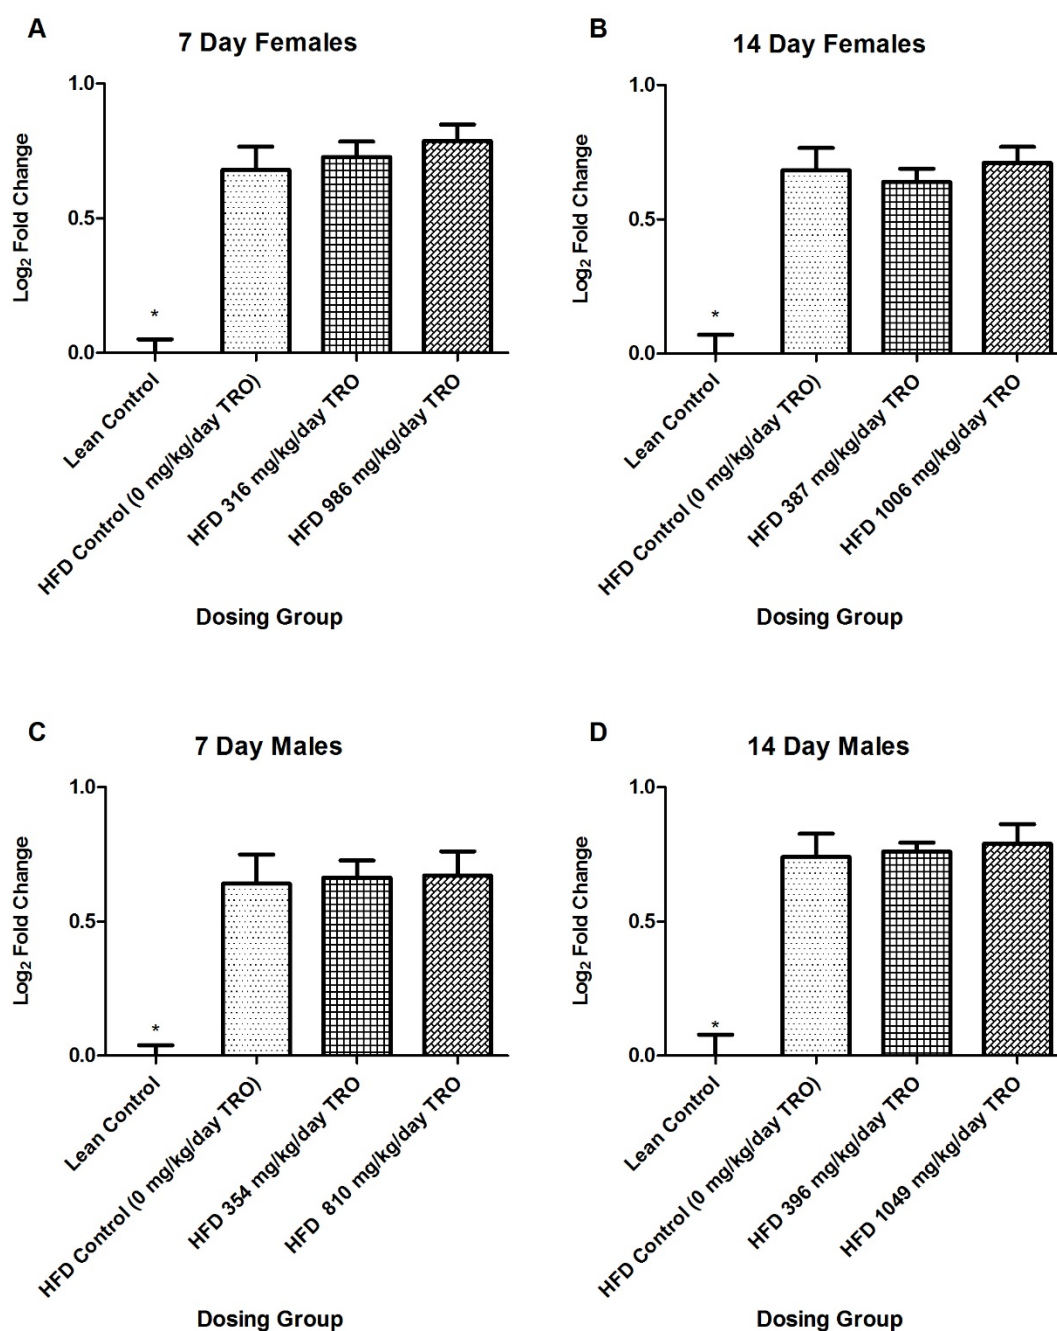 A
7 Day Females
Log₂ Fold Change
1.0
0.5
0.0
*
Lean Control
HFD Control (0 mg/kg/day TRO)
HFD 316 mg/kg/day TRO
HFD 986 mg/kg/day TRO
Dosing Group
B
14 Day Females
Log₂ Fold Change
1.0
0.5
0.0
*
Lean Control
HFD Control (0 mg/kg/day TRO)
HFD 387 mg/kg/day TRO
HFD 1006 mg/kg/day TRO
Dosing Group
C
7 Day Males
Log₂ Fold Change
1.0
0.5
0.0
*
Lean Control
HFD Control (0 mg/kg/day TRO)
HFD 354 mg/kg/day TRO
HFD 810 mg/kg/day TRO
Dosing Group
D
14 Day Males
Log₂ Fold Change
1.0
0.5
0.0
*
Lean Control
HFD Control (0 mg/kg/day TRO)
HFD 396 mg/kg/day TRO
HFD 1049 mg/kg/day TRO
Dosing Group